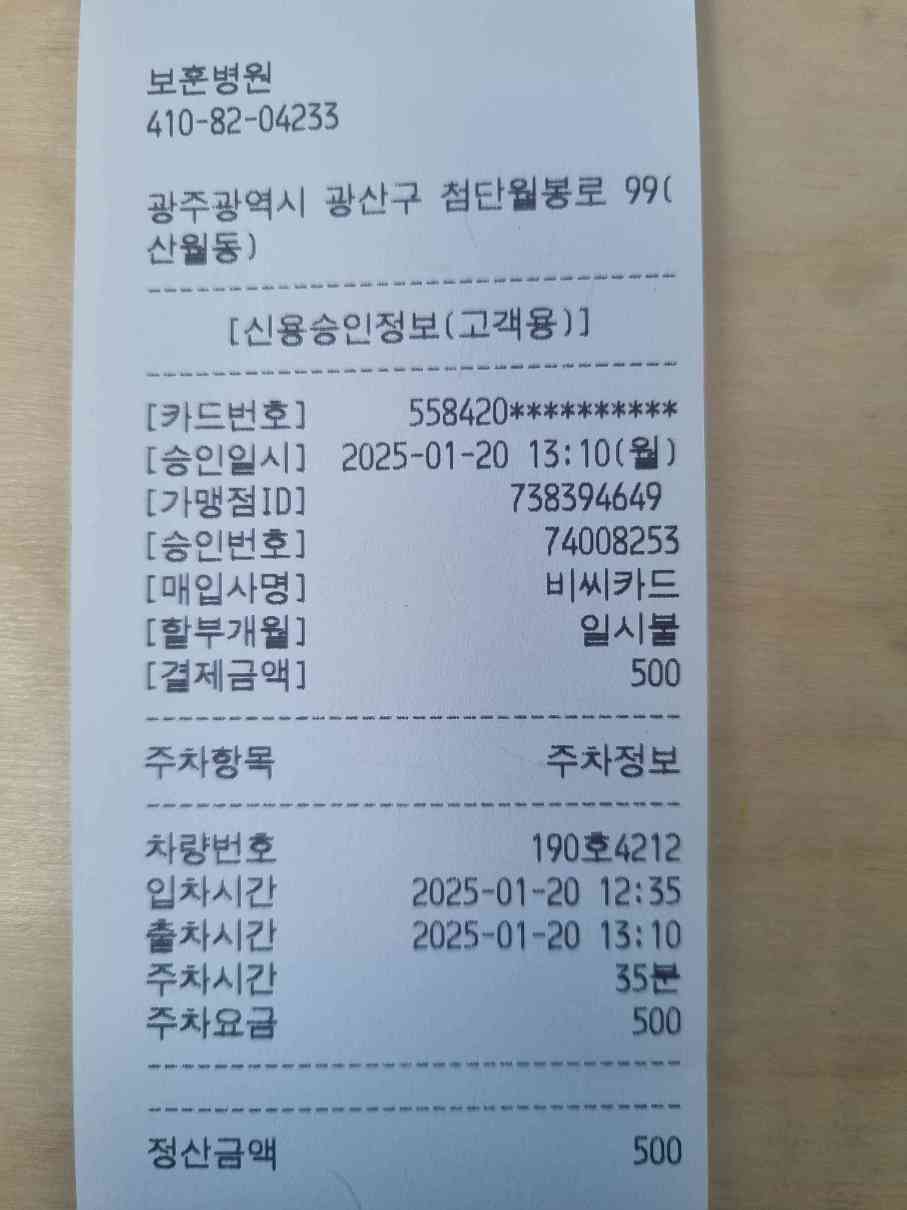 보훈병원
410-82-04233
광주광역시 광산구 첨단월봉로 99(
산월동)
--------------------------------
[신용승인정보(고객용)]
--------------------------------
[카드번호] 558420**********
[승인일시] 2025-01-20 13:10(월)
[가맹점ID] 738394649
[승인번호] 74008253
[매입사명] 비씨카드
[할부개월] 일시불
[결제금액] 500
--------------------------------
주차항목 주차정보
--------------------------------
차량번호 190호4212
입차시간 2025-01-20 12:35
출차시간 2025-01-20 13:10
주차시간 35분
주차요금 500
--------------------------------
--------------------------------
정산금액 500